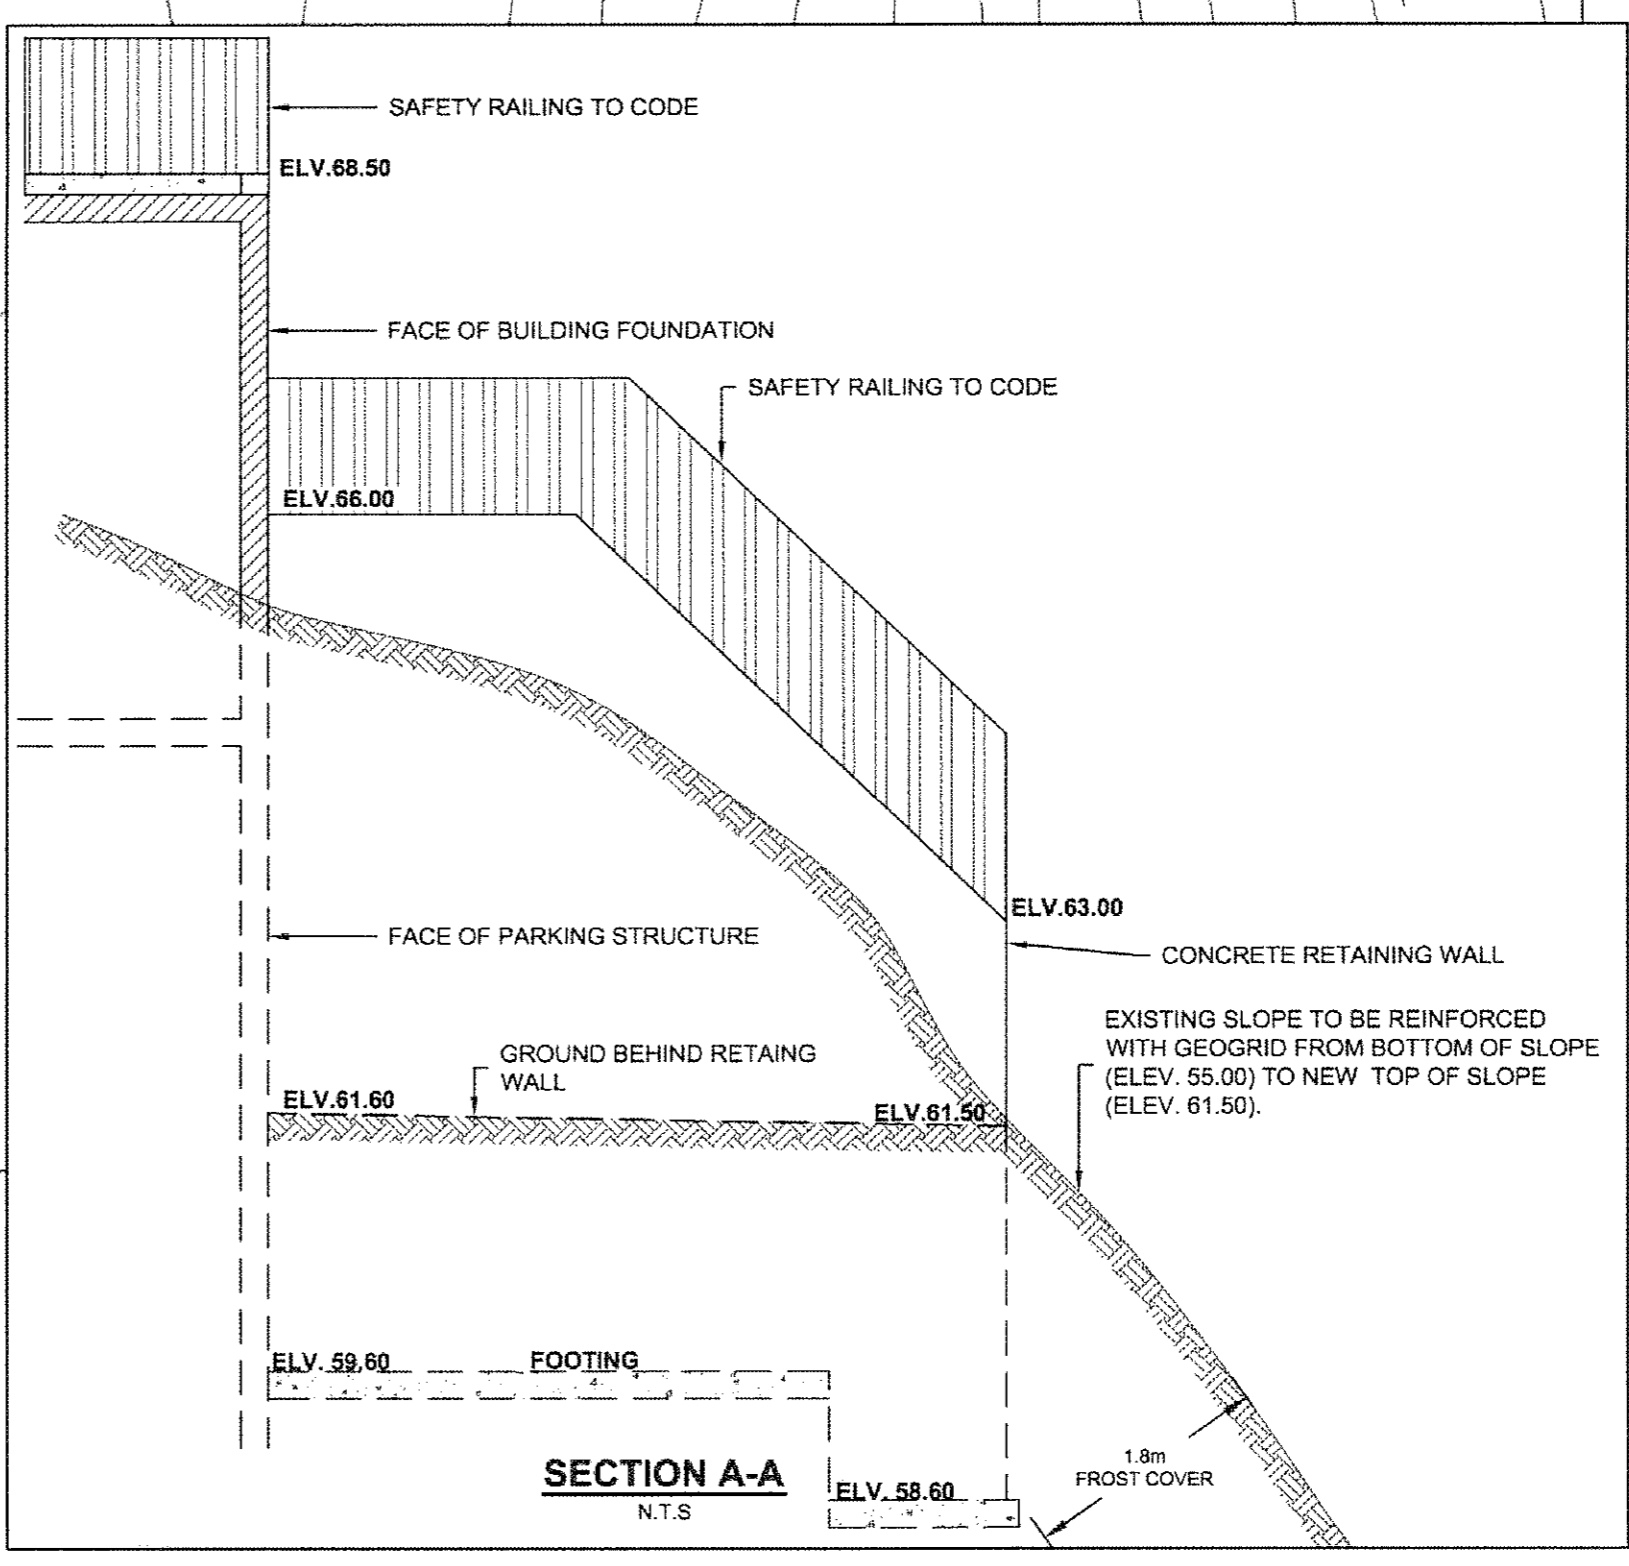 SAFETY RAILING TO CODE
ELV.68.50
FACE OF BUILDING FOUNDATION
SAFETY RAILING TO CODE
ELV.66.00
ELV.63.00
FACE OF PARKING STRUCTURE
CONCRETE RETAINING WALL
EXISTING SLOPE TO BE REINFORCED
WITH GEOGRID FROM BOTTOM OF SLOPE
(ELEV. 55.00) TO NEW TOP OF SLOPE
(ELEV. 61.50).
GROUND BEHIND RETAING
WALL
ELV.61.60
ELV.61.50
ELV. 59.60
FOOTING
1.8m
FROST COVER
SECTION A-A
N.T.S
ELV. 58.60